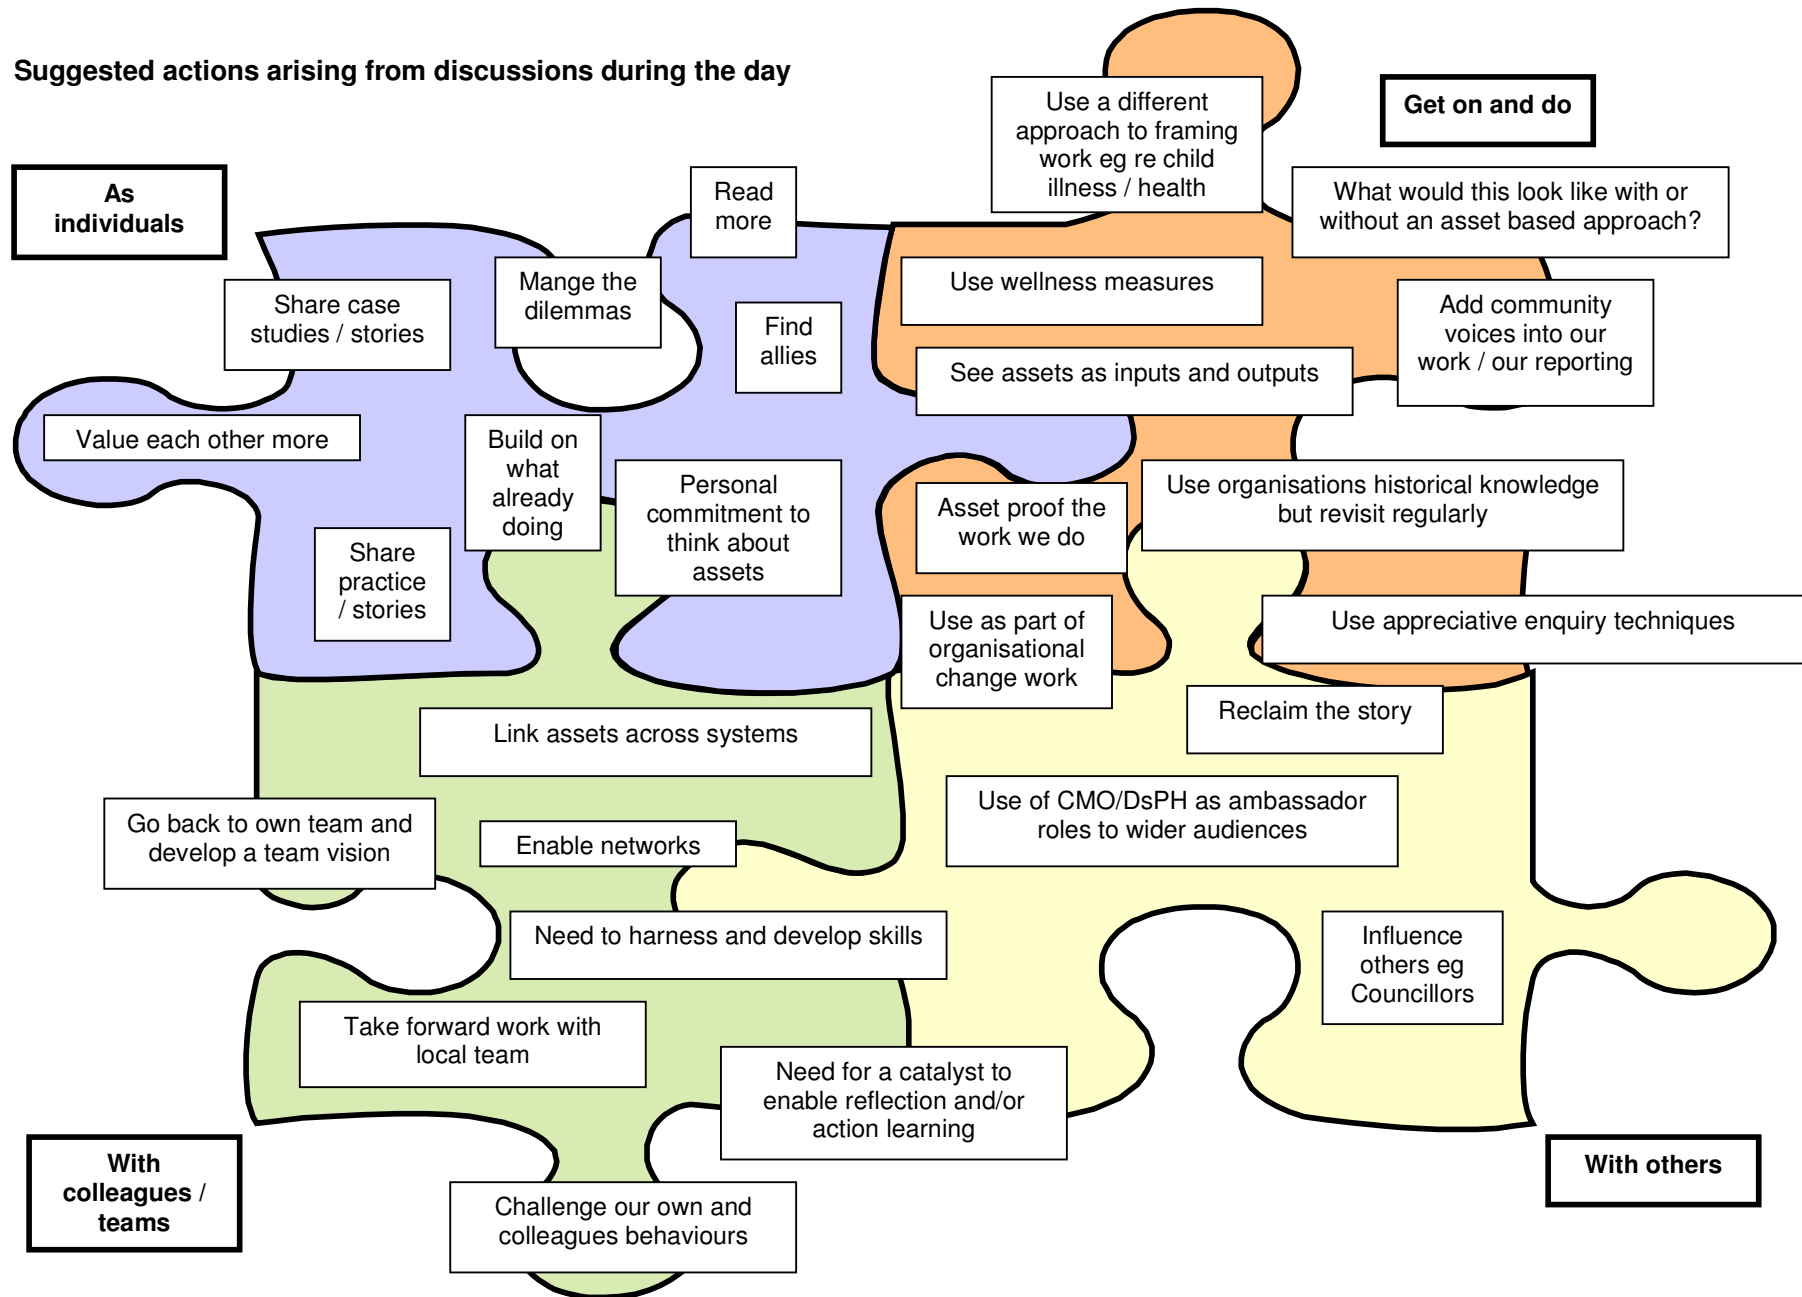 Suggested actions arising from discussions during the day
As
individuals
Read
more
Mange the
dilemmas
Share case
studies / stories
Find
allies
Value each other more
Build on
what
already
doing
Personal
commitment to
think about
assets
Share
practice
/ stories
Get on and do
Use a different
approach to framing
work eg re child
illness / health
What would this look like with or
without an asset based approach?
Use wellness measures
Add community
voices into our
work / our reporting
See assets as inputs and outputs
Asset proof the
work we do
Use organisations historical knowledge
but revisit regularly
Use as part of
organisational
change work
Use appreciative enquiry techniques
Link assets across systems
Go back to own team and
develop a team vision
Enable networks
Need to harness and develop skills
Take forward work with
local team
Need for a catalyst to
enable reflection and/or
action learning
With
colleagues /
teams
Challenge our own and
colleagues behaviours
Reclaim the story
Use of CMO/DsPH as ambassador
roles to wider audiences
Influence
others eg
Councillors
With others